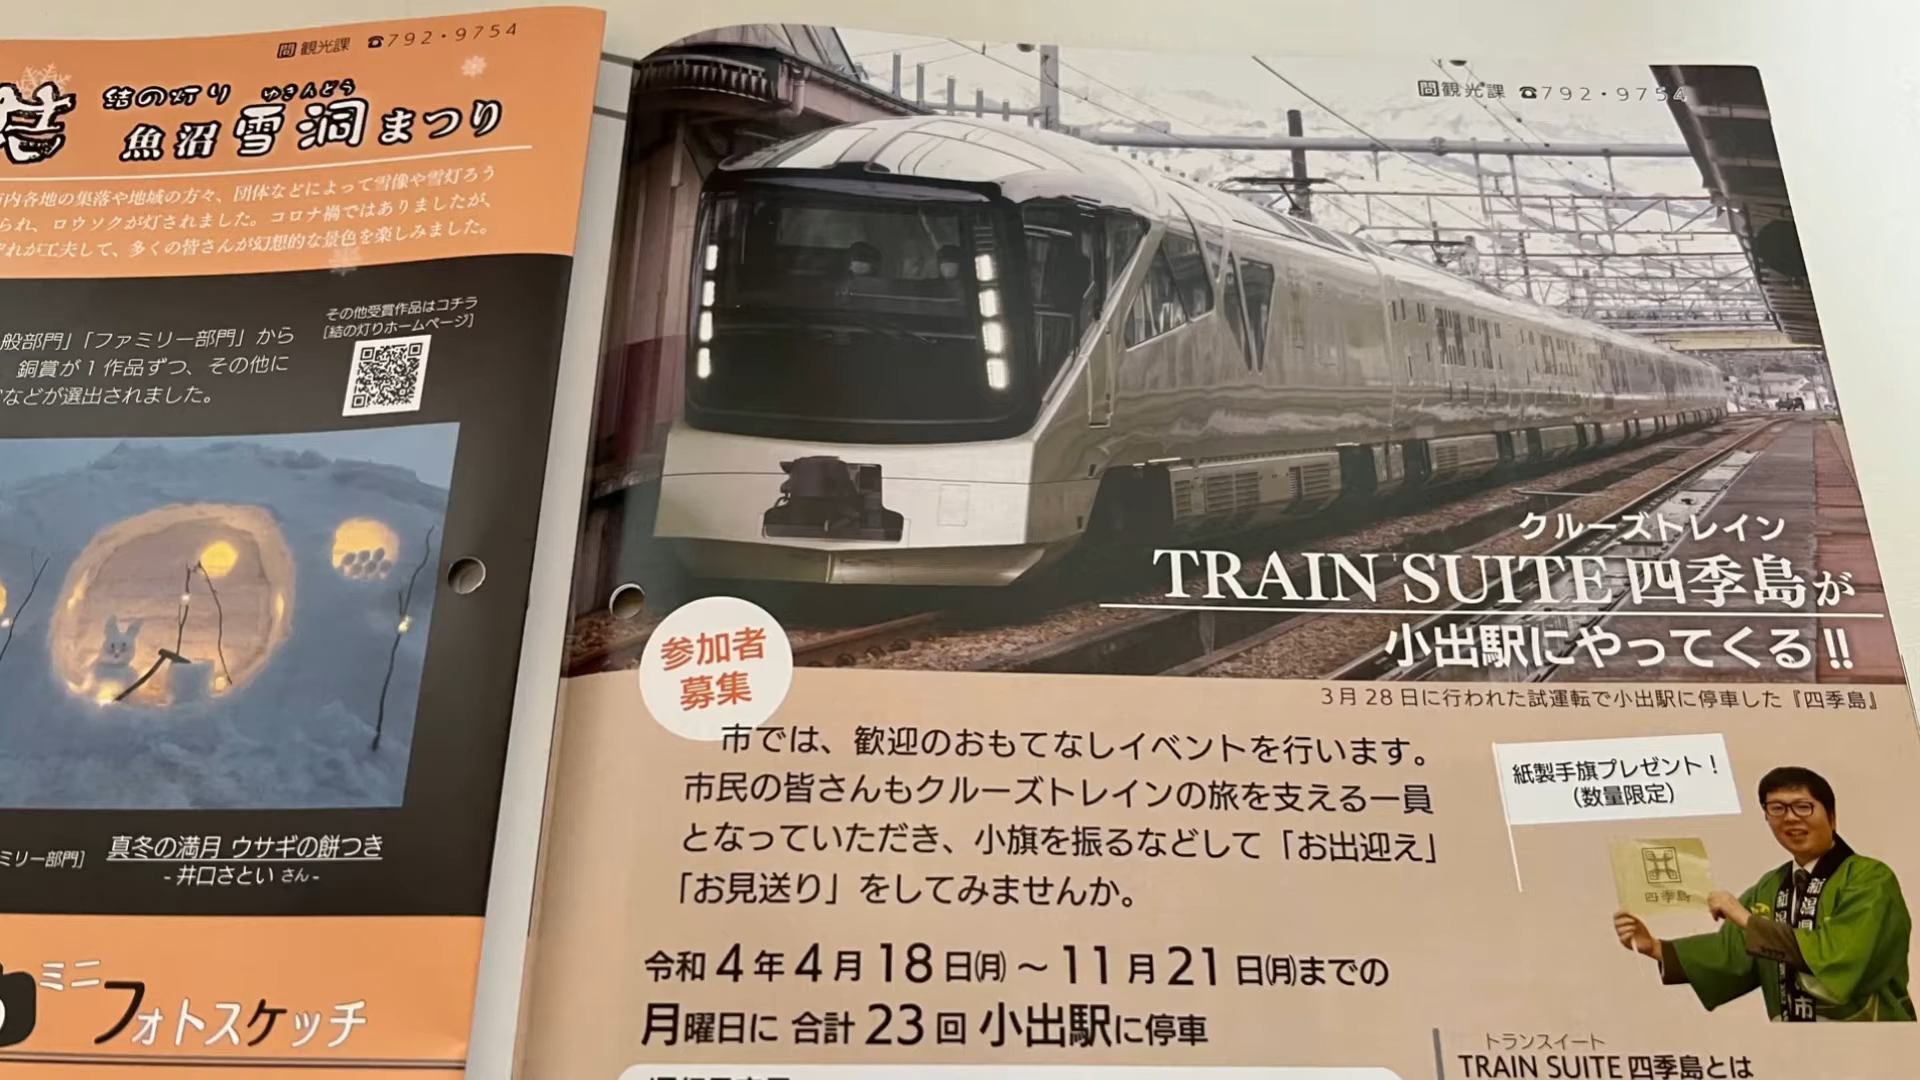 問観光課 ☎792・9754
結の灯り
ゆきんどう
魚沼 雪洞 まつり
市内各地の集落や地域の方々、団体などによって雪像や雪灯ろう
られ、ロウソクが灯されました。コロナ禍ではありましたが、
ぞれが工夫して、多くの皆さんが幻想的な景色を楽しみました。
その他受賞作品はコチラ
[結の灯りホームページ]
般部門」「ファミリー部門」から
銅賞が1作品ずつ、その他に
などが選出されました。
ミリー部門]
真冬の満月 ウサギの餅つき
- 井口さとい さん -
ミニ
フォトスケッチ
問観光課 ☎792・9754
クルーズトレイン
TRAIN SUITE 四季島が
小出駅にやってくる!!
3月28日に行われた試運転で小出駅に停車した『四季島』
参加者
募集
市では、歓迎のおもてなしイベントを行います。
市民の皆さんもクルーズトレインの旅を支える一員
となっていただき、小旗を振るなどして「お出迎え」
「お見送り」をしてみませんか。
紙製手旗プレゼント！
(数量限定)
四季島
令和4年4月18日(月)～11月21日(月)までの
月曜日に 合計23回 小出駅に停車
トランスイート
TRAIN SUITE 四季島とは